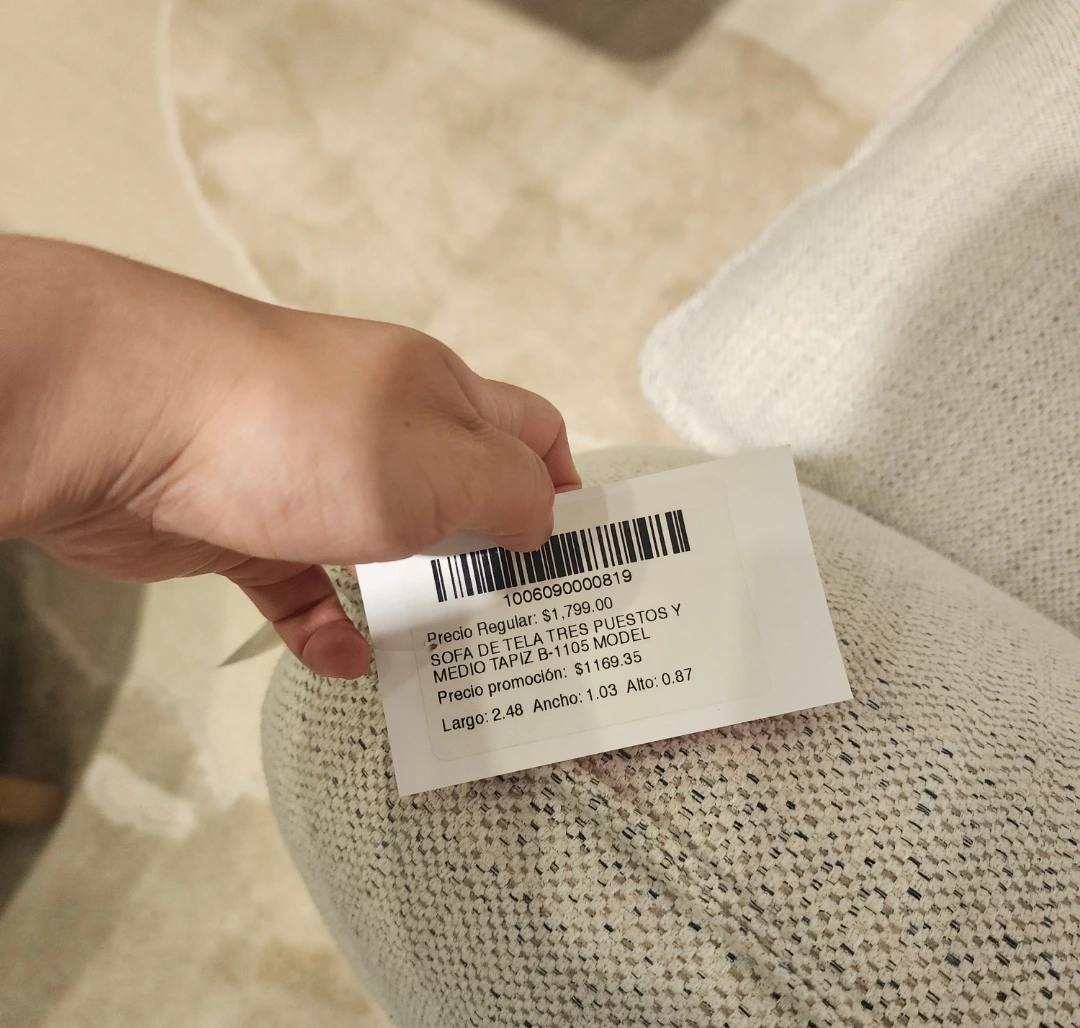 1006090000819
Precio Regular: $1,799.00
SOFA DE TELA TRES PUESTOS Y
MEDIO TAPIZ B-1105 MODEL
Precio promoción: $1169.35
Largo: 2.48 Ancho: 1.03 Alto: 0.87